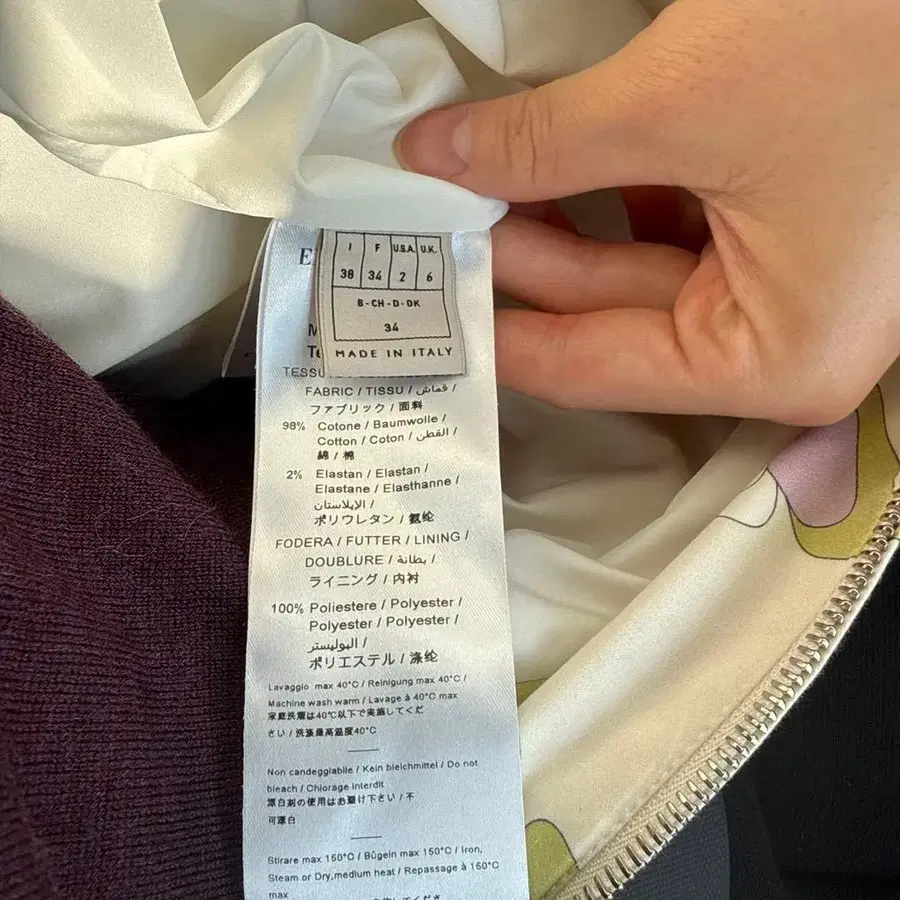 E
I F U.S.A. U.K.
38 34 2 6
B-CH-D-DK
34
MADE IN ITALY
M
Te
TESSU
FABRIC / TISSU / قماش /
ファブリック / 面料
98% Cotone / Baumwolle /
Cotton / Coton / القطن /
綿 / 棉
2% Elastan / Elastan /
Elastane / Elasthanne /
الإيلاستان /
ポリウレタン / 氨纶
FODERA / FUTTER / LINING /
DOUBLURE / بطانة /
ライニング / 内衬
100% Poliestere / Polyester /
Polyester / Polyester /
البوليستر /
ポリエステル / 涤纶
Lavaggio max 40°C / Reinigung max 40°C /
Machine wash warm / Lavage à 40°C max
家庭洗濯は40℃以下で実施してくだ
さい / 洗涤最高温度40°C
Non candeggiabile / Kein bleichmittel / Do not
bleach / Chlorage interdit
漂白剤の使用はお避け下さい / 不
可漂白
Stirare max 150°C / Bügeln max 150°C / Iron,
Steam or Dry, medium heat / Repassage à 150°C
max